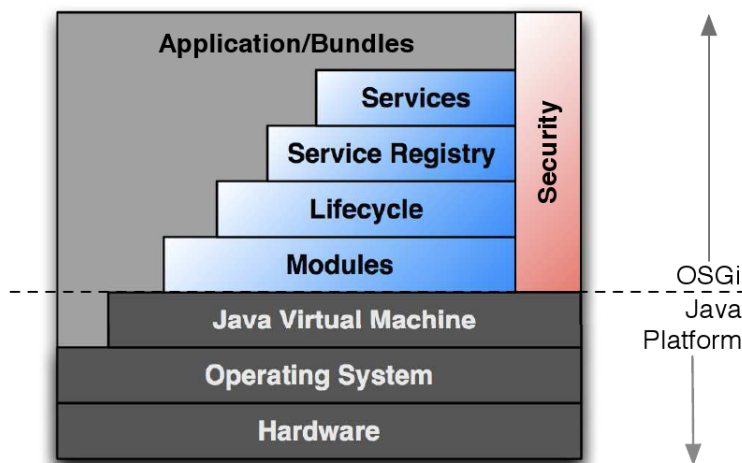 Application/Bundles
Services
Service Registry
Lifecycle
Modules
Security
Java Virtual Machine
Operating System
Hardware
OSGi
Java
Platform